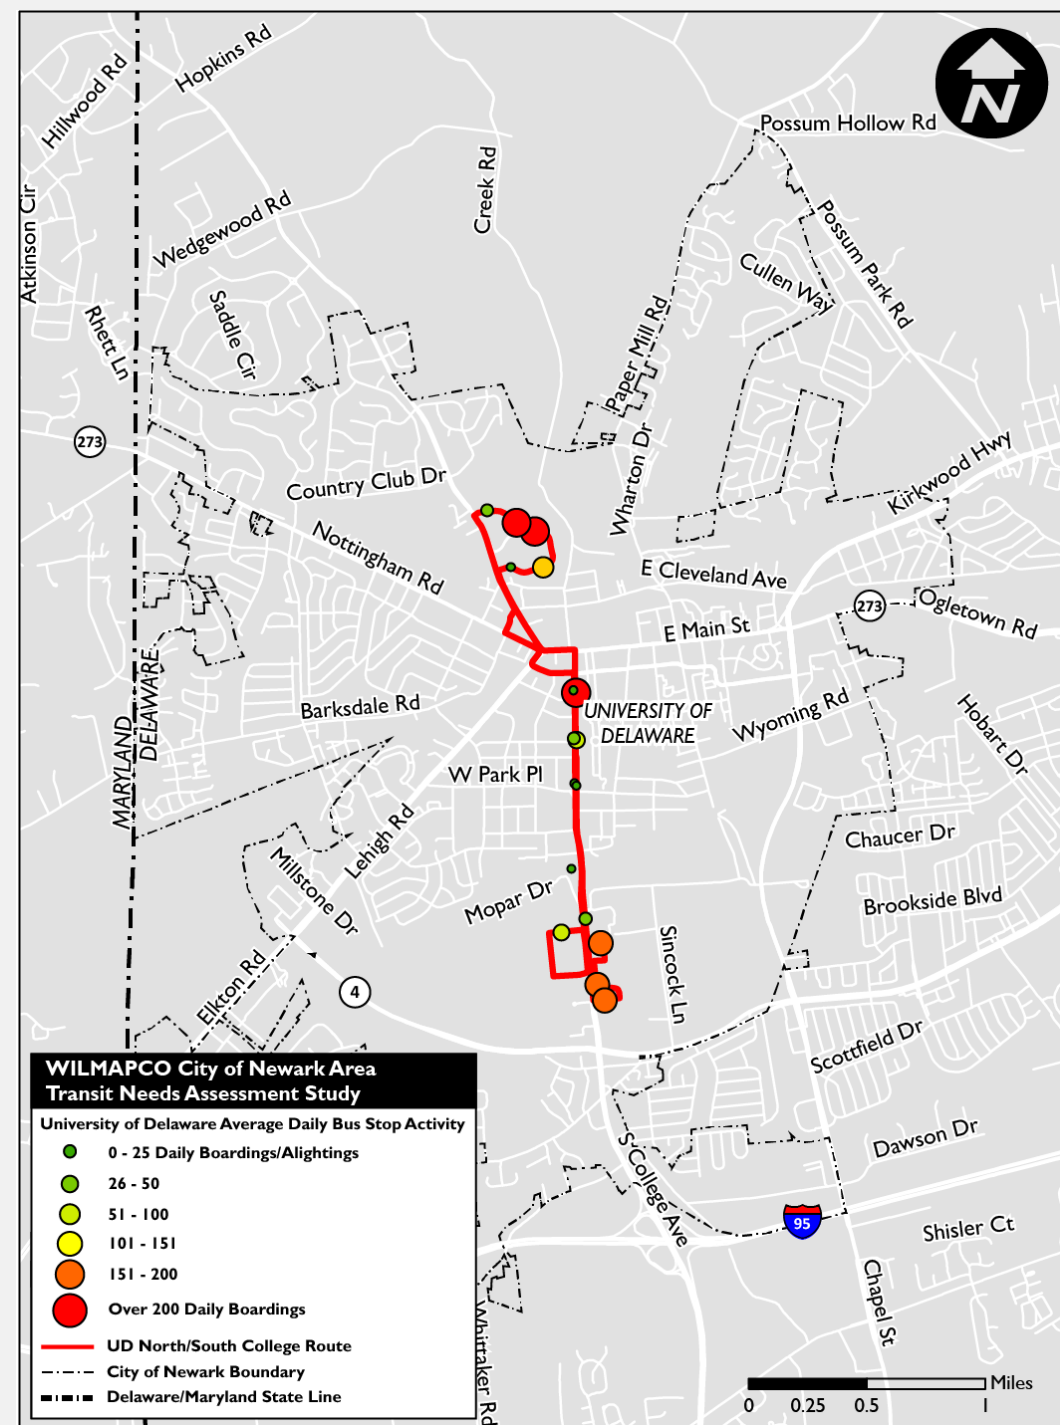 Hopkins Rd
Hillwood Rd
N
Possum Hollow Rd
Creek Rd
Atkinson Cir
Wedgewood Rd
Possum Park Rd
Cullen Way
Saddle Cir
Rhett Ln
Paper Mill Rd
273
Kirkwood Hwy
Country Club Dr
Wharton Dr
Nottingham Rd
E Cleveland Ave
273
Ogletown Rd
E Main St
MARYLAND
DELAWARE
Barksdale Rd
UNIVERSITY OF
DELAWARE
Wyoming Rd
Hobart Dr
W Park Pl
Lehigh Rd
Chaucer Dr
Millstone Dr
Mopar Dr
Brookside Blvd
Sincock Ln
Elkton Rd
4
Scottfield Dr
WILMAPCO City of Newark Area
Transit Needs Assessment Study
University of Delaware Average Daily Bus Stop Activity
0 - 25 Daily Boardings/Alightings
26 - 50
51 - 100
101 - 151
151 - 200
Over 200 Daily Boardings
UD North/South College Route
City of Newark Boundary
Delaware/Maryland State Line
S College Ave
Dawson Dr
95
Shisler Ct
Chapel St
Whittaker Rd
Miles
0 0.25 0.5 1